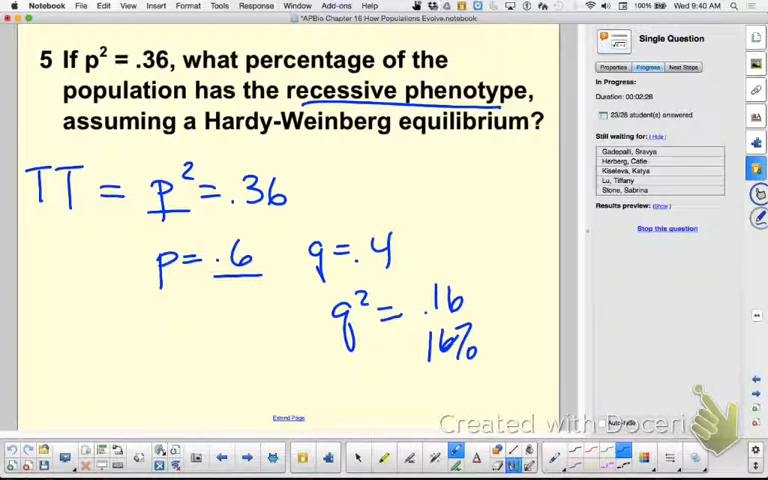 Notebook File Edit View Insert Format Tools Response Window Add-ons Help 100% Wed 9:40 AM
*APBio Chapter 16 How Populations Evolve.notebook
5 If p² = .36, what percentage of the
population has the recessive phenotype,
assuming a Hardy-Weinberg equilibrium?
TT = p² = .36
p = .6 q = .4
q² = .16
16%
Extend Page
Single Question
Properties Progress Next Steps
In Progress:
Duration: 00:02:28
23/28 student(s) answered
Still waiting for: (Hide)
Gadepalli, Sravya
Herberg, Catie
Kiseleva, Katya
Lu, Tiffany
Stone, Sabrina
Results preview: (Show)
Stop this question
Created with Doceri
Auto-hide